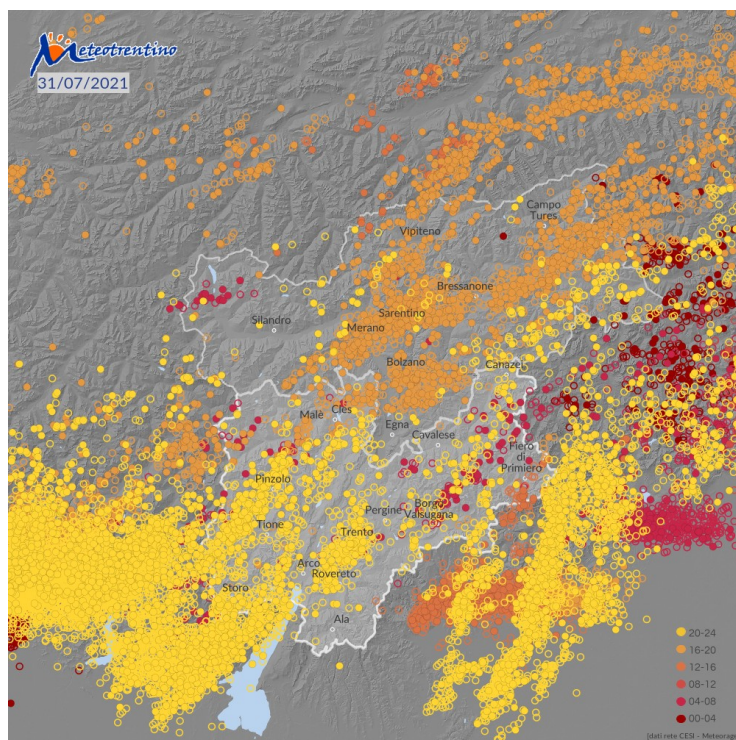 Meteotrentino
31/07/2021
Campo
Tures
Vipiteno
Bressanone
Silandro
Sarentino
Merano
Bolzano
Canazei
Malè
Cles
Egna
Cavalese
Fiera
di
Primiero
Pinzolo
Tione
Pergine
Borgo
Valsugana
Trento
Arco
Rovereto
Storo
Ala
20-24
16-20
12-16
08-12
04-08
00-04
[dati rete CESI - Meteorage